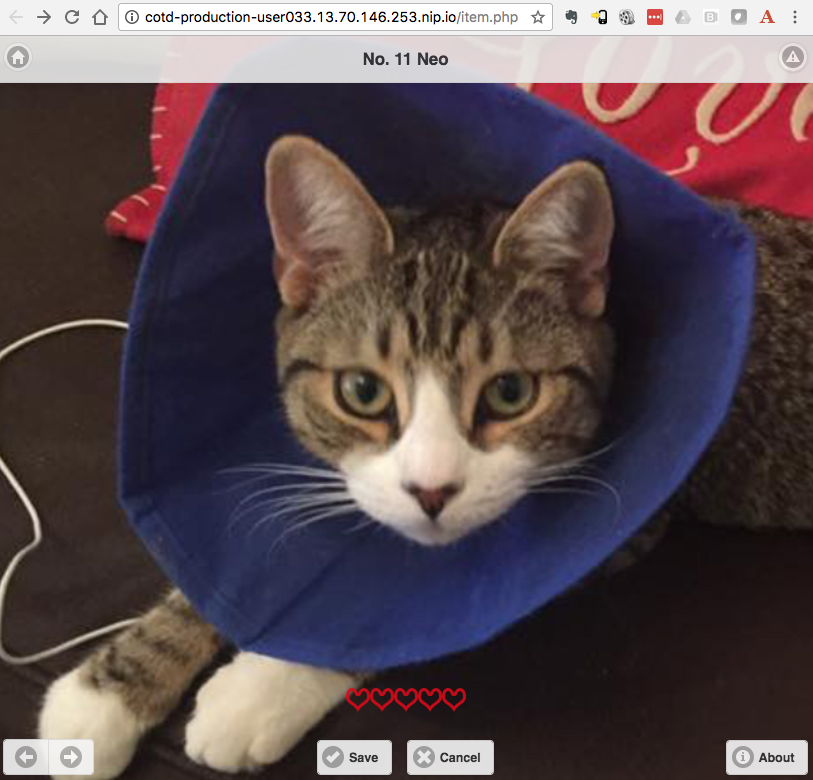 cotd-production-user033.13.70.146.253.nip.io/item.php
No. 11 Neo
Save
Cancel
About